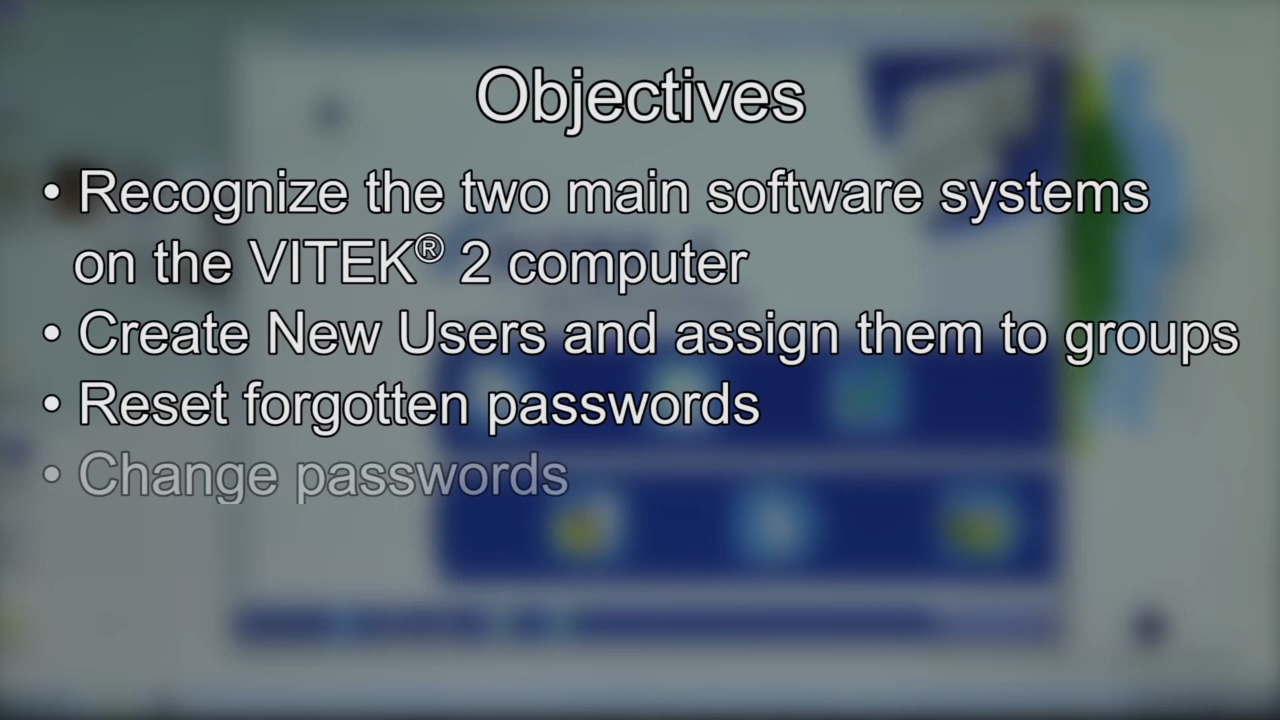 Objectives
• Recognize the two main software systems
on the VITEK® 2 computer
• Create New Users and assign them to groups
• Reset forgotten passwords
• Change passwords